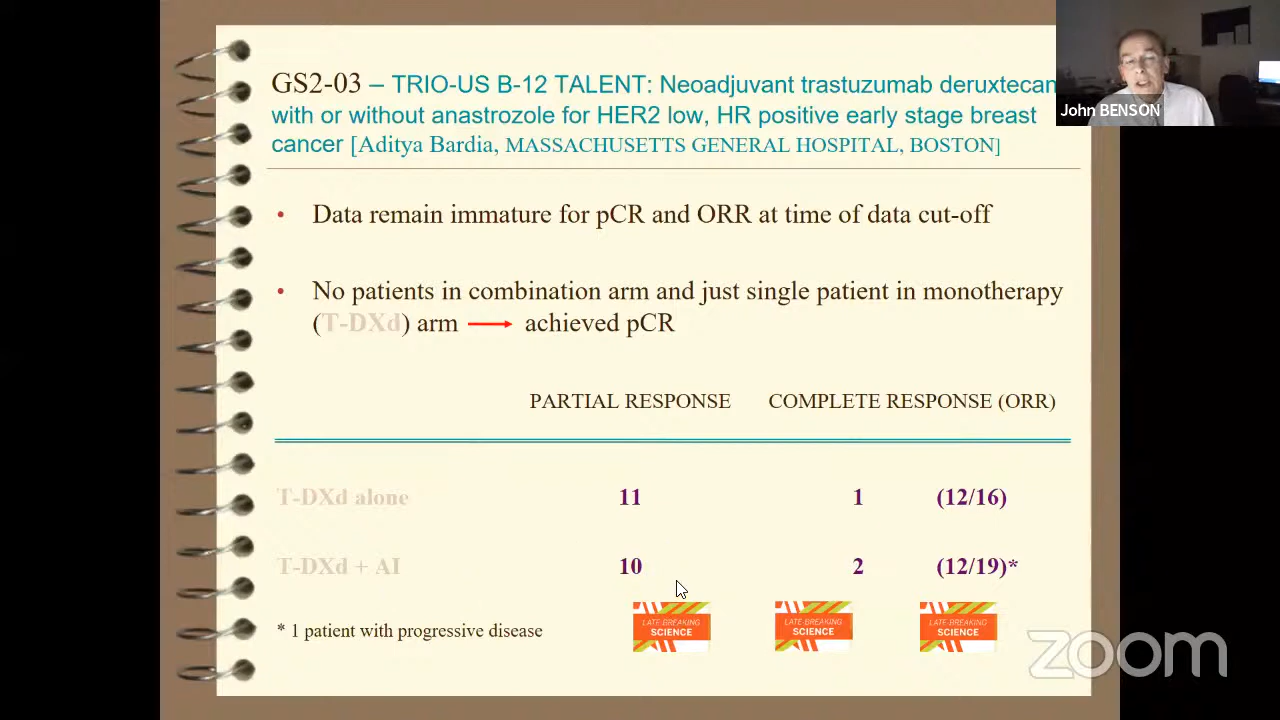 GS2-03 – TRIO-US B-12 TALENT: Neoadjuvant trastuzumab deruxtecan
with or without anastrozole for HER2 low, HR positive early stage breast
cancer [Aditya Bardia, MASSACHUSETTS GENERAL HOSPITAL, BOSTON]
John BENSON
• Data remain immature for pCR and ORR at time of data cut-off
• No patients in combination arm and just single patient in monotherapy
(T-DXd) arm → achieved pCR
PARTIAL RESPONSE COMPLETE RESPONSE (ORR)
T-DXd alone 11 1 (12/16)
T-DXd + AI 10 2 (12/19)*
* 1 patient with progressive disease
LATE-BREAKING
SCIENCE
LATE-BREAKING
SCIENCE
LATE-BREAKING
SCIENCE
zoom